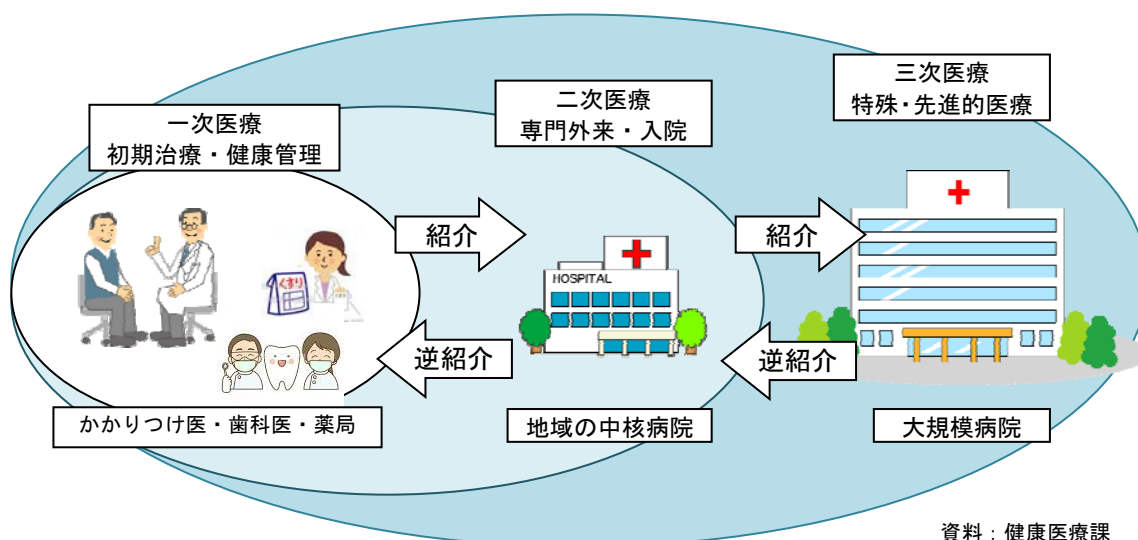 三次医療
特殊・先進的医療
二次医療
専門外来・入院
一次医療
初期治療・健康管理
紹介
紹介
HOSPITAL
くすり
逆紹介
逆紹介
かかりつけ医・歯科医・薬局
地域の中核病院
大規模病院
資料：健康医療課